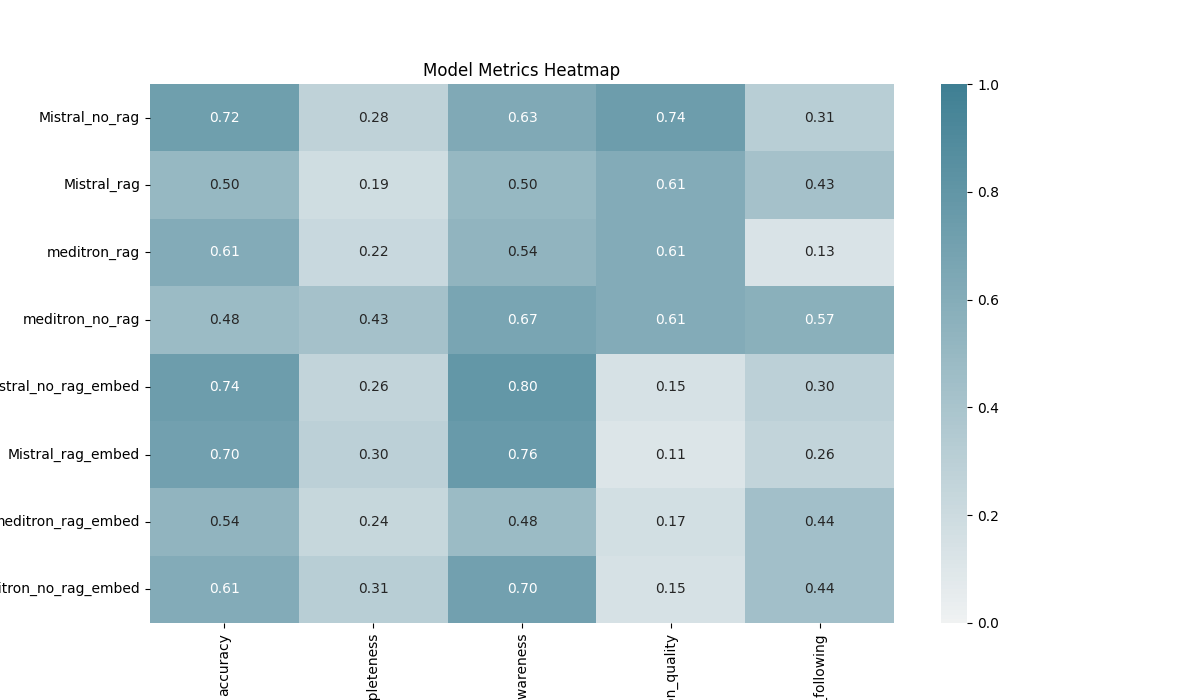 Model Metrics Heatmap
Mistral_no_rag 0.72 0.28 0.63 0.74 0.31 1.0
Mistral_rag 0.50 0.19 0.50 0.61 0.43 0.8
meditron_rag 0.61 0.22 0.54 0.61 0.13
meditron_no_rag 0.48 0.43 0.67 0.61 0.57 0.6
stral_no_rag_embed 0.74 0.26 0.80 0.15 0.30 0.4
Mistral_rag_embed 0.70 0.30 0.76 0.11 0.26
neditron_rag_embed 0.54 0.24 0.48 0.17 0.44 0.2
itron_no_rag_embed 0.61 0.31 0.70 0.15 0.44
0.0
accuracy pleteness wareness n_quality _following